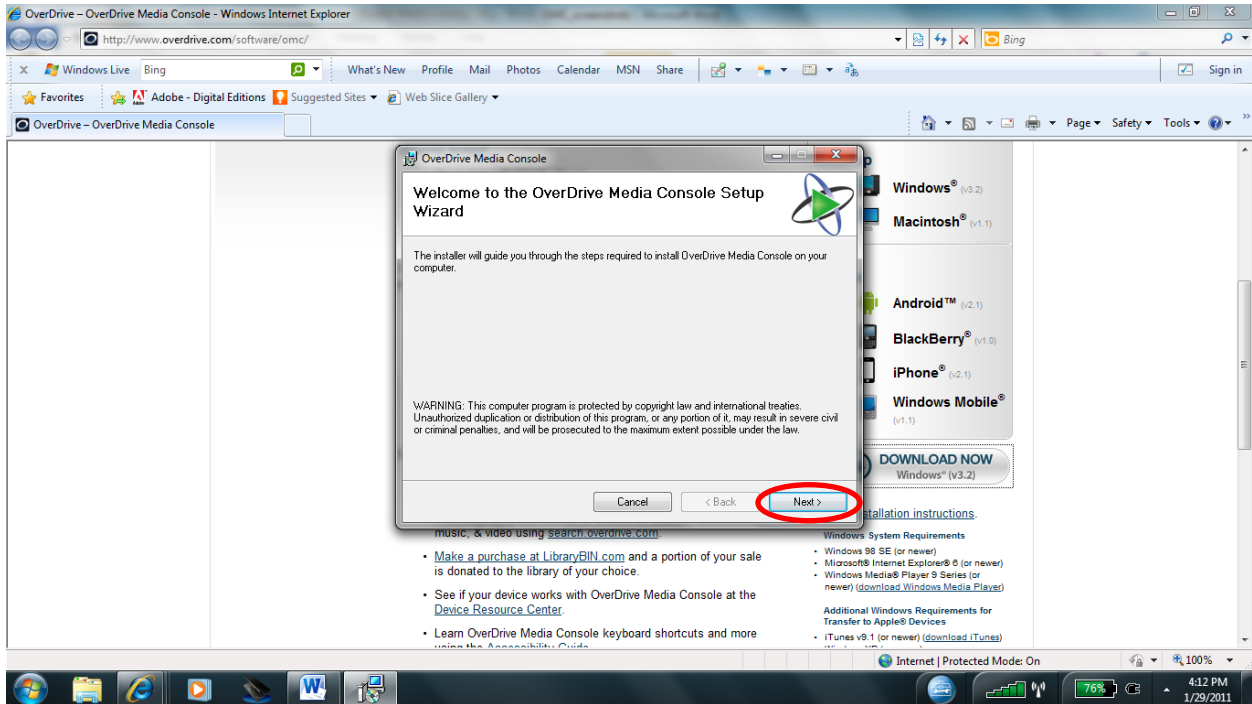 OverDrive – OverDrive Media Console - Windows Internet Explorer
http://www.overdrive.com/software/omc/
Bing
x Windows Live Bing What's New Profile Mail Photos Calendar MSN Share Sign in
Favorites Adobe - Digital Editions Suggested Sites Web Slice Gallery
OverDrive – OverDrive Media Console Page Safety Tools »
OverDrive Media Console
Welcome to the OverDrive Media Console Setup
Wizard
The installer will guide you through the steps required to install OverDrive Media Console on your
computer.
WARNING: This computer program is protected by copyright law and international treaties.
Unauthorized duplication or distribution of this program, or any portion of it, may result in severe civil
or criminal penalties, and will be prosecuted to the maximum extent possible under the law.
Cancel < Back Next >
Windows® (v3.2)
Macintosh® (v1.1)
Android™ (v2.1)
BlackBerry® (v1.0)
iPhone® (v2.1)
Windows Mobile®
(v1.1)
DOWNLOAD NOW
Windows® (v3.2)
stallation instructions.
Windows System Requirements
• Windows 98 SE (or newer)
• Microsoft® Internet Explorer® 6 (or newer)
• Windows Media® Player 9 Series (or
newer) (download Windows Media Player)
Additional Windows Requirements for
Transfer to Apple® Devices
• iTunes v9.1 (or newer) (download iTunes)
music, & video using search.overdrive.com.
• Make a purchase at LibraryBIN.com and a portion of your sale
is donated to the library of your choice.
• See if your device works with OverDrive Media Console at the
Device Resource Center.
• Learn OverDrive Media Console keyboard shortcuts and more
using the Accessibility Guide
Internet | Protected Mode: On 100%
76% 4:12 PM
1/29/2011